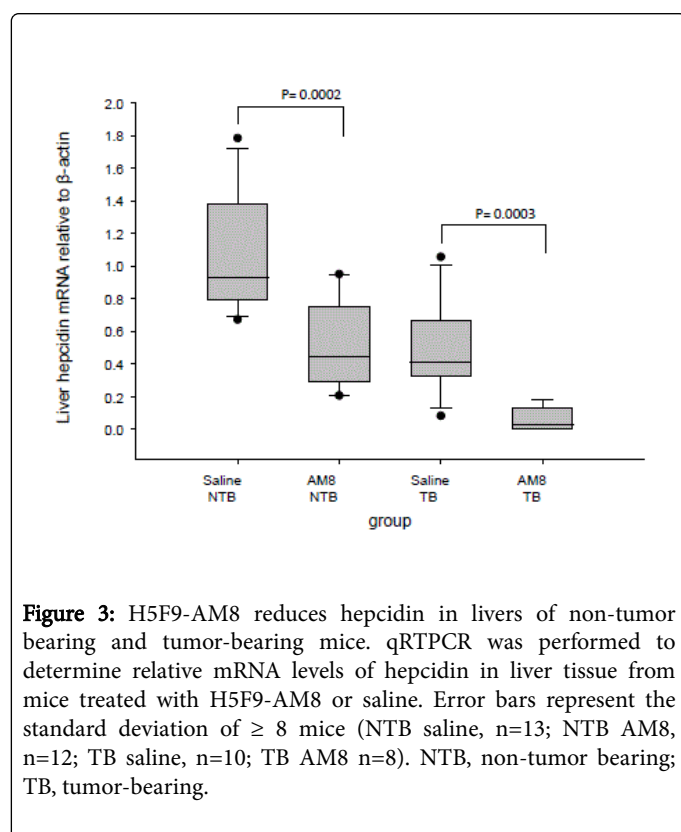 P= 0.0002
P= 0.0003
Liver hepcidin mRNA relative to β-actin
2.0
1.8
1.6
1.4
1.2
1.0
0.8
0.6
0.4
0.2
0.0
Saline AM8 Saline AM8
NTB NTB TB TB
group
Figure 3: H5F9-AM8 reduces hepcidin in livers of non-tumor
bearing and tumor-bearing mice. qRTPCR was performed to
determine relative mRNA levels of hepcidin in liver tissue from
mice treated with H5F9-AM8 or saline. Error bars represent the
standard deviation of ≥ 8 mice (NTB saline, n=13; NTB AM8,
n=12; TB saline, n=10; TB AM8 n=8). NTB, non-tumor bearing;
TB, tumor-bearing.